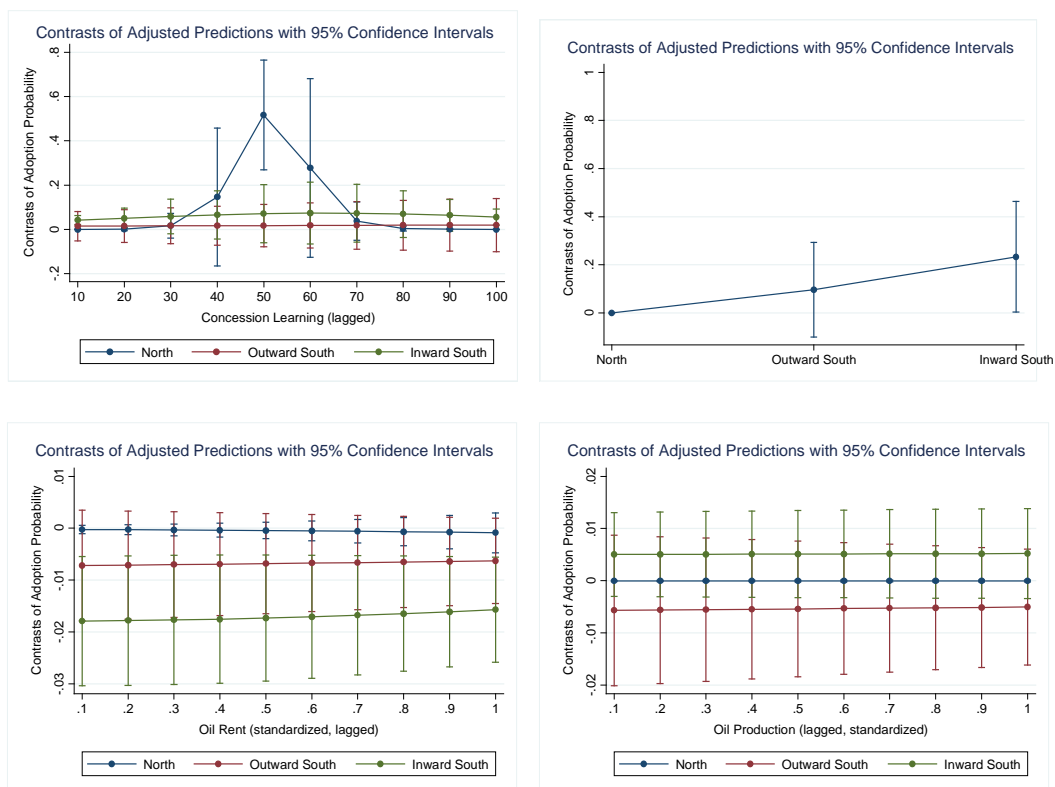 Contrasts of Adjusted Predictions with 95% Confidence Intervals
Contrasts of Adoption Probability
.8
.6
.4
.2
0
-.2
10 20 30 40 50 60 70 80 90 100
Concession Learning (lagged)
North Outward South Inward South
Contrasts of Adjusted Predictions with 95% Confidence Intervals
Contrasts of Adoption Probability
1
.8
.6
.4
.2
0
North Outward South Inward South
Contrasts of Adjusted Predictions with 95% Confidence Intervals
Contrasts of Adoption Probability
.01
0
-.01
-.02
-.03
.1 .2 .3 .4 .5 .6 .7 .8 .9 1
Oil Rent (standardized, lagged)
North Outward South Inward South
Contrasts of Adjusted Predictions with 95% Confidence Intervals
Contrasts of Adoption Probability
.02
.01
0
-.01
-.02
.1 .2 .3 .4 .5 .6 .7 .8 .9 1
Oil Production (lagged, standardized)
North Outward South Inward South